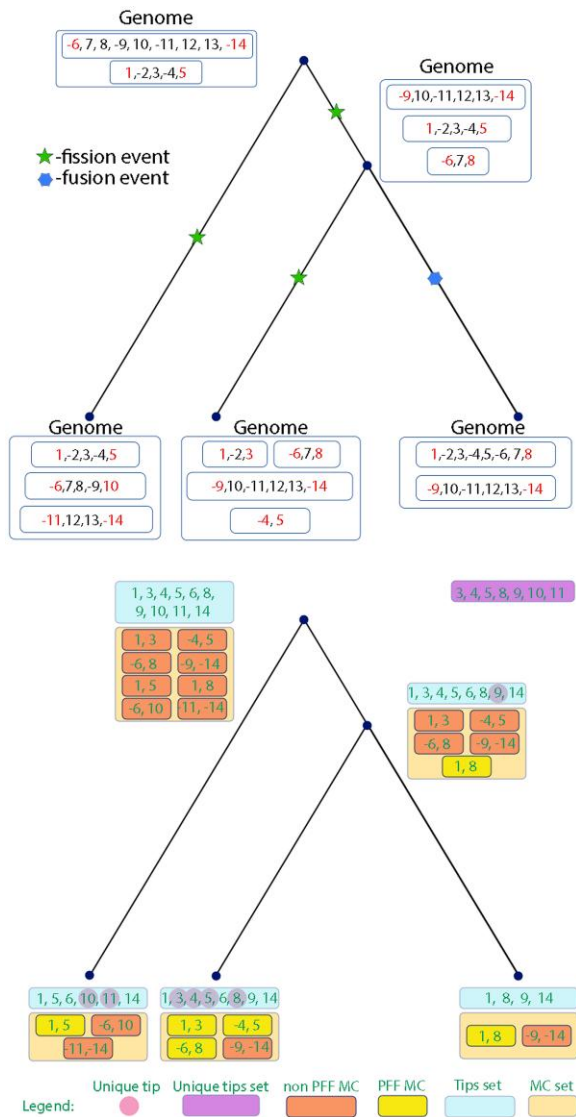 Genome
-6, 7, 8, -9, 10, -11, 12, 13, -14
1,-2,3,-4,5
Genome
-9,10,-11,12,13,-14
1,-2,3,-4,5
-6,7,8
-fission event
-fusion event
Genome
1,-2,3,-4,5
-6,7,8,-9,10
-11,12,13,-14
Genome
1,-2,3
-6,7,8
-9,10,-11,12,13,-14
-4, 5
Genome
1,-2,3,-4,5,-6, 7,8
-9,10,-11,12,13,-14
1, 3, 4, 5, 6, 8,
9, 10, 11, 14
1, 3
-4, 5
-6, 8
-9, -14
1, 5
1, 8
-6, 10
-11, -14
3, 4, 5, 8, 9, 10, 11
1, 3, 4, 5, 6, 8, 9, 14
1, 3
-4, 5
-6, 8
-9, -14
1, 8
1, 5, 6, 10, 11, 14
1, 5
-6, 10
-11,-14
1, 3, 4, 5, 6, 8, 9, 14
1, 3
-4, 5
-6, 8
-9, -14
1, 8, 9, 14
1,8
-9, -14
Legend:
Unique tip
Unique tips set
non PFF MC
PFF MC
Tips set
MC set